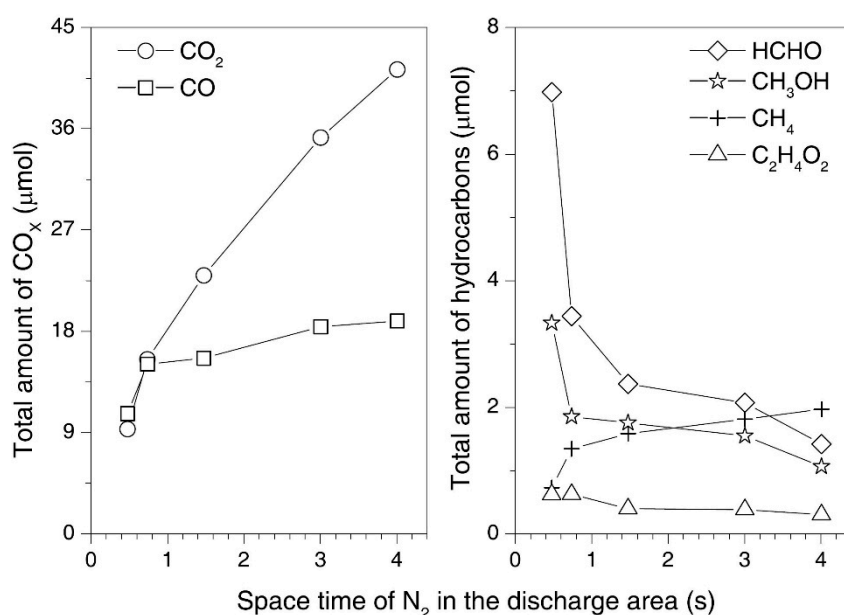 Total amount of COₓ (μmol)
45
36
27
18
9
0
CO₂
CO
0 1 2 3 4
Total amount of hydrocarbons (μmol)
8
6
4
2
0
HCHO
CH₃OH
CH₄
C₂H₄O₂
0 1 2 3 4
Space time of N₂ in the discharge area (s)